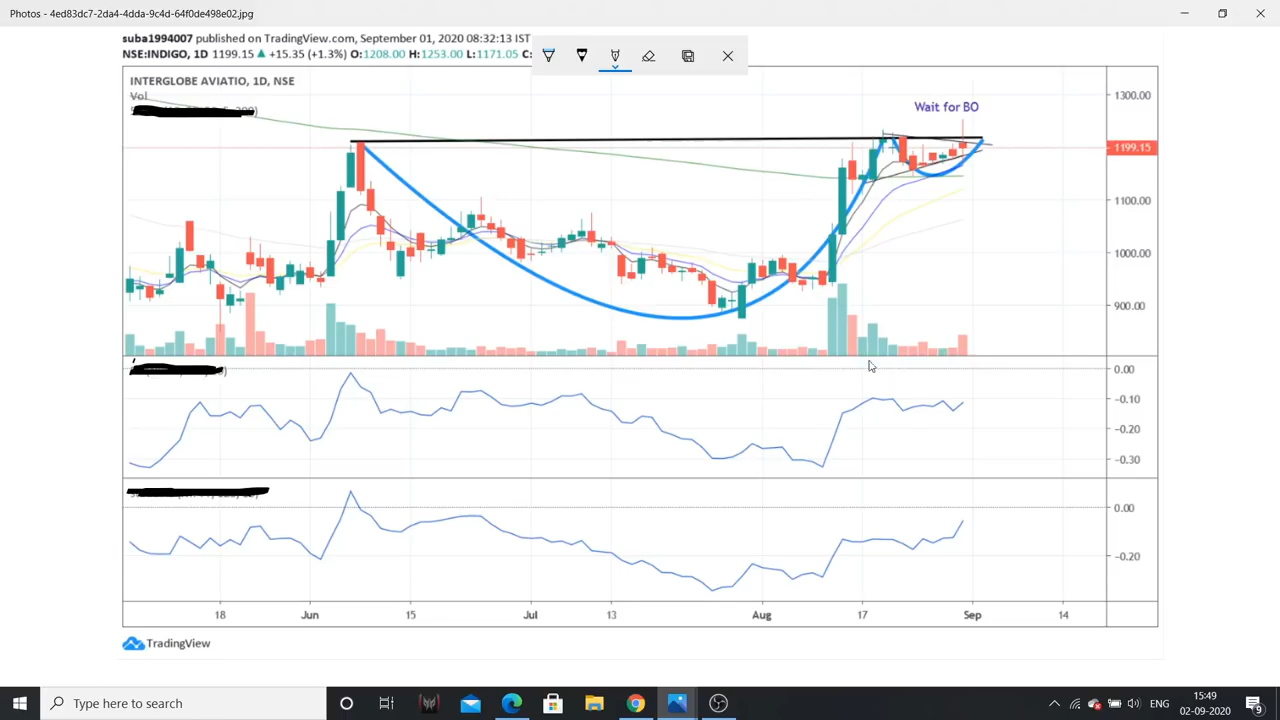 Photos - 4ed83dc7-2da4-4dda-9c4d-64f0de498e02.jpg
suba1994007 published on TradingView.com, September 01, 2020 08:32:13 IST
NSE:INDIGO, 1D 1199.15 ▲ +15.35 (+1.3%) O:1208.00 H:1253.00 L:1171.05 C:
INTERGLOBE AVIATIO, 1D, NSE
Vol
Wait for BO
1300.00
1199.15
1100.00
1000.00
900.00
0.00
-0.10
-0.20
-0.30
0.00
-0.20
18 Jun 15 Jul 13 Aug 17 Sep 14
TradingView
Type here to search
ENG
15:49
02-09-2020